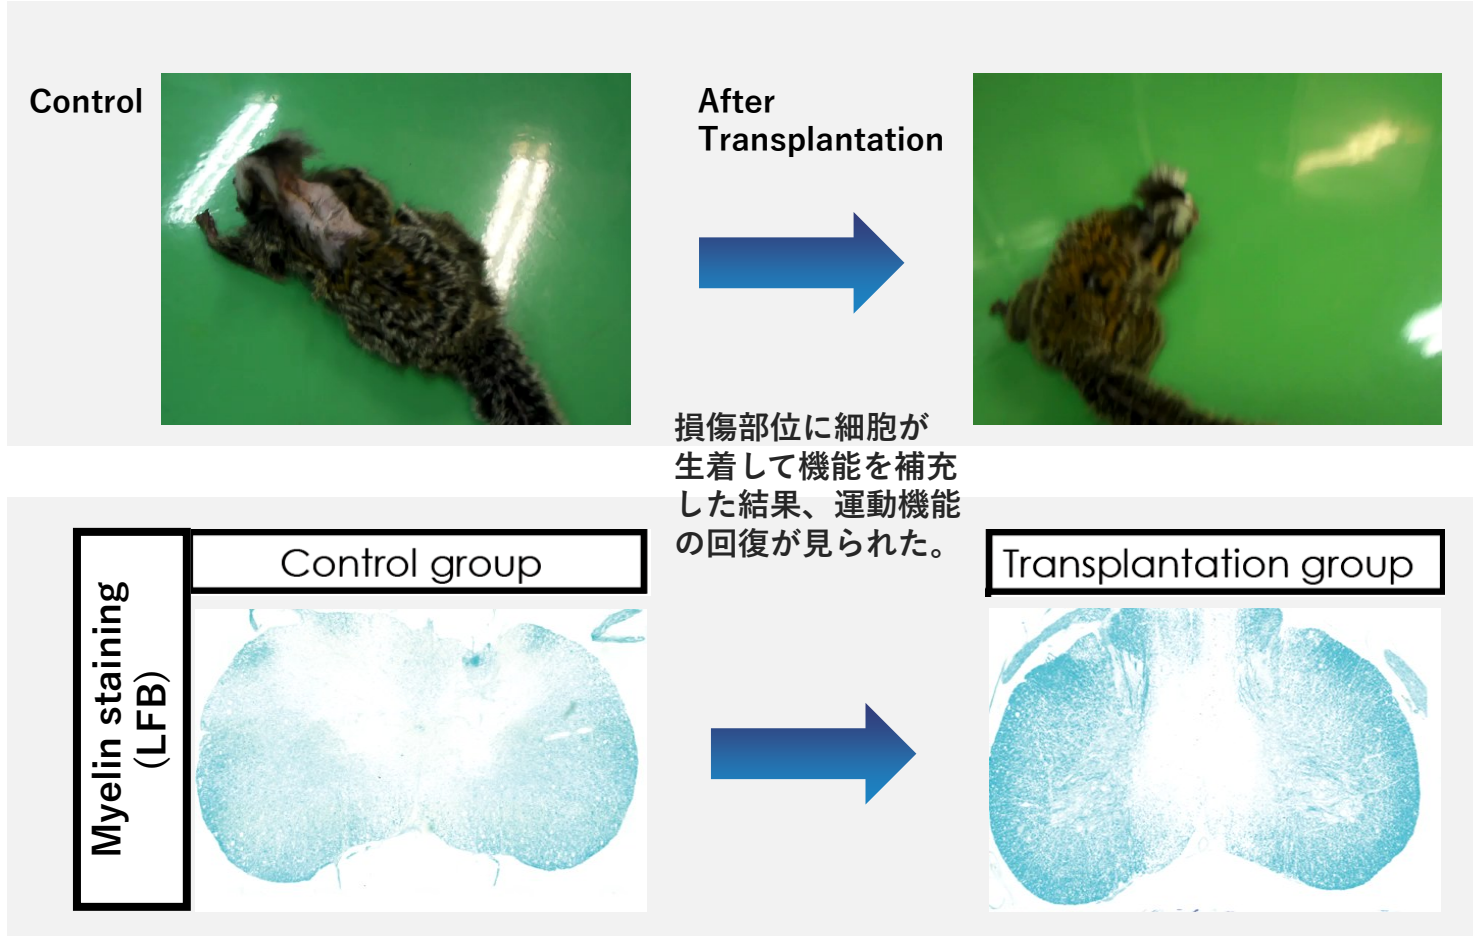 Control
After
Transplantation
損傷部位に細胞が
生着して機能を補充
した結果、運動機能
の回復が見られた。
Myelin staining
(LFB)
Control group
Transplantation group